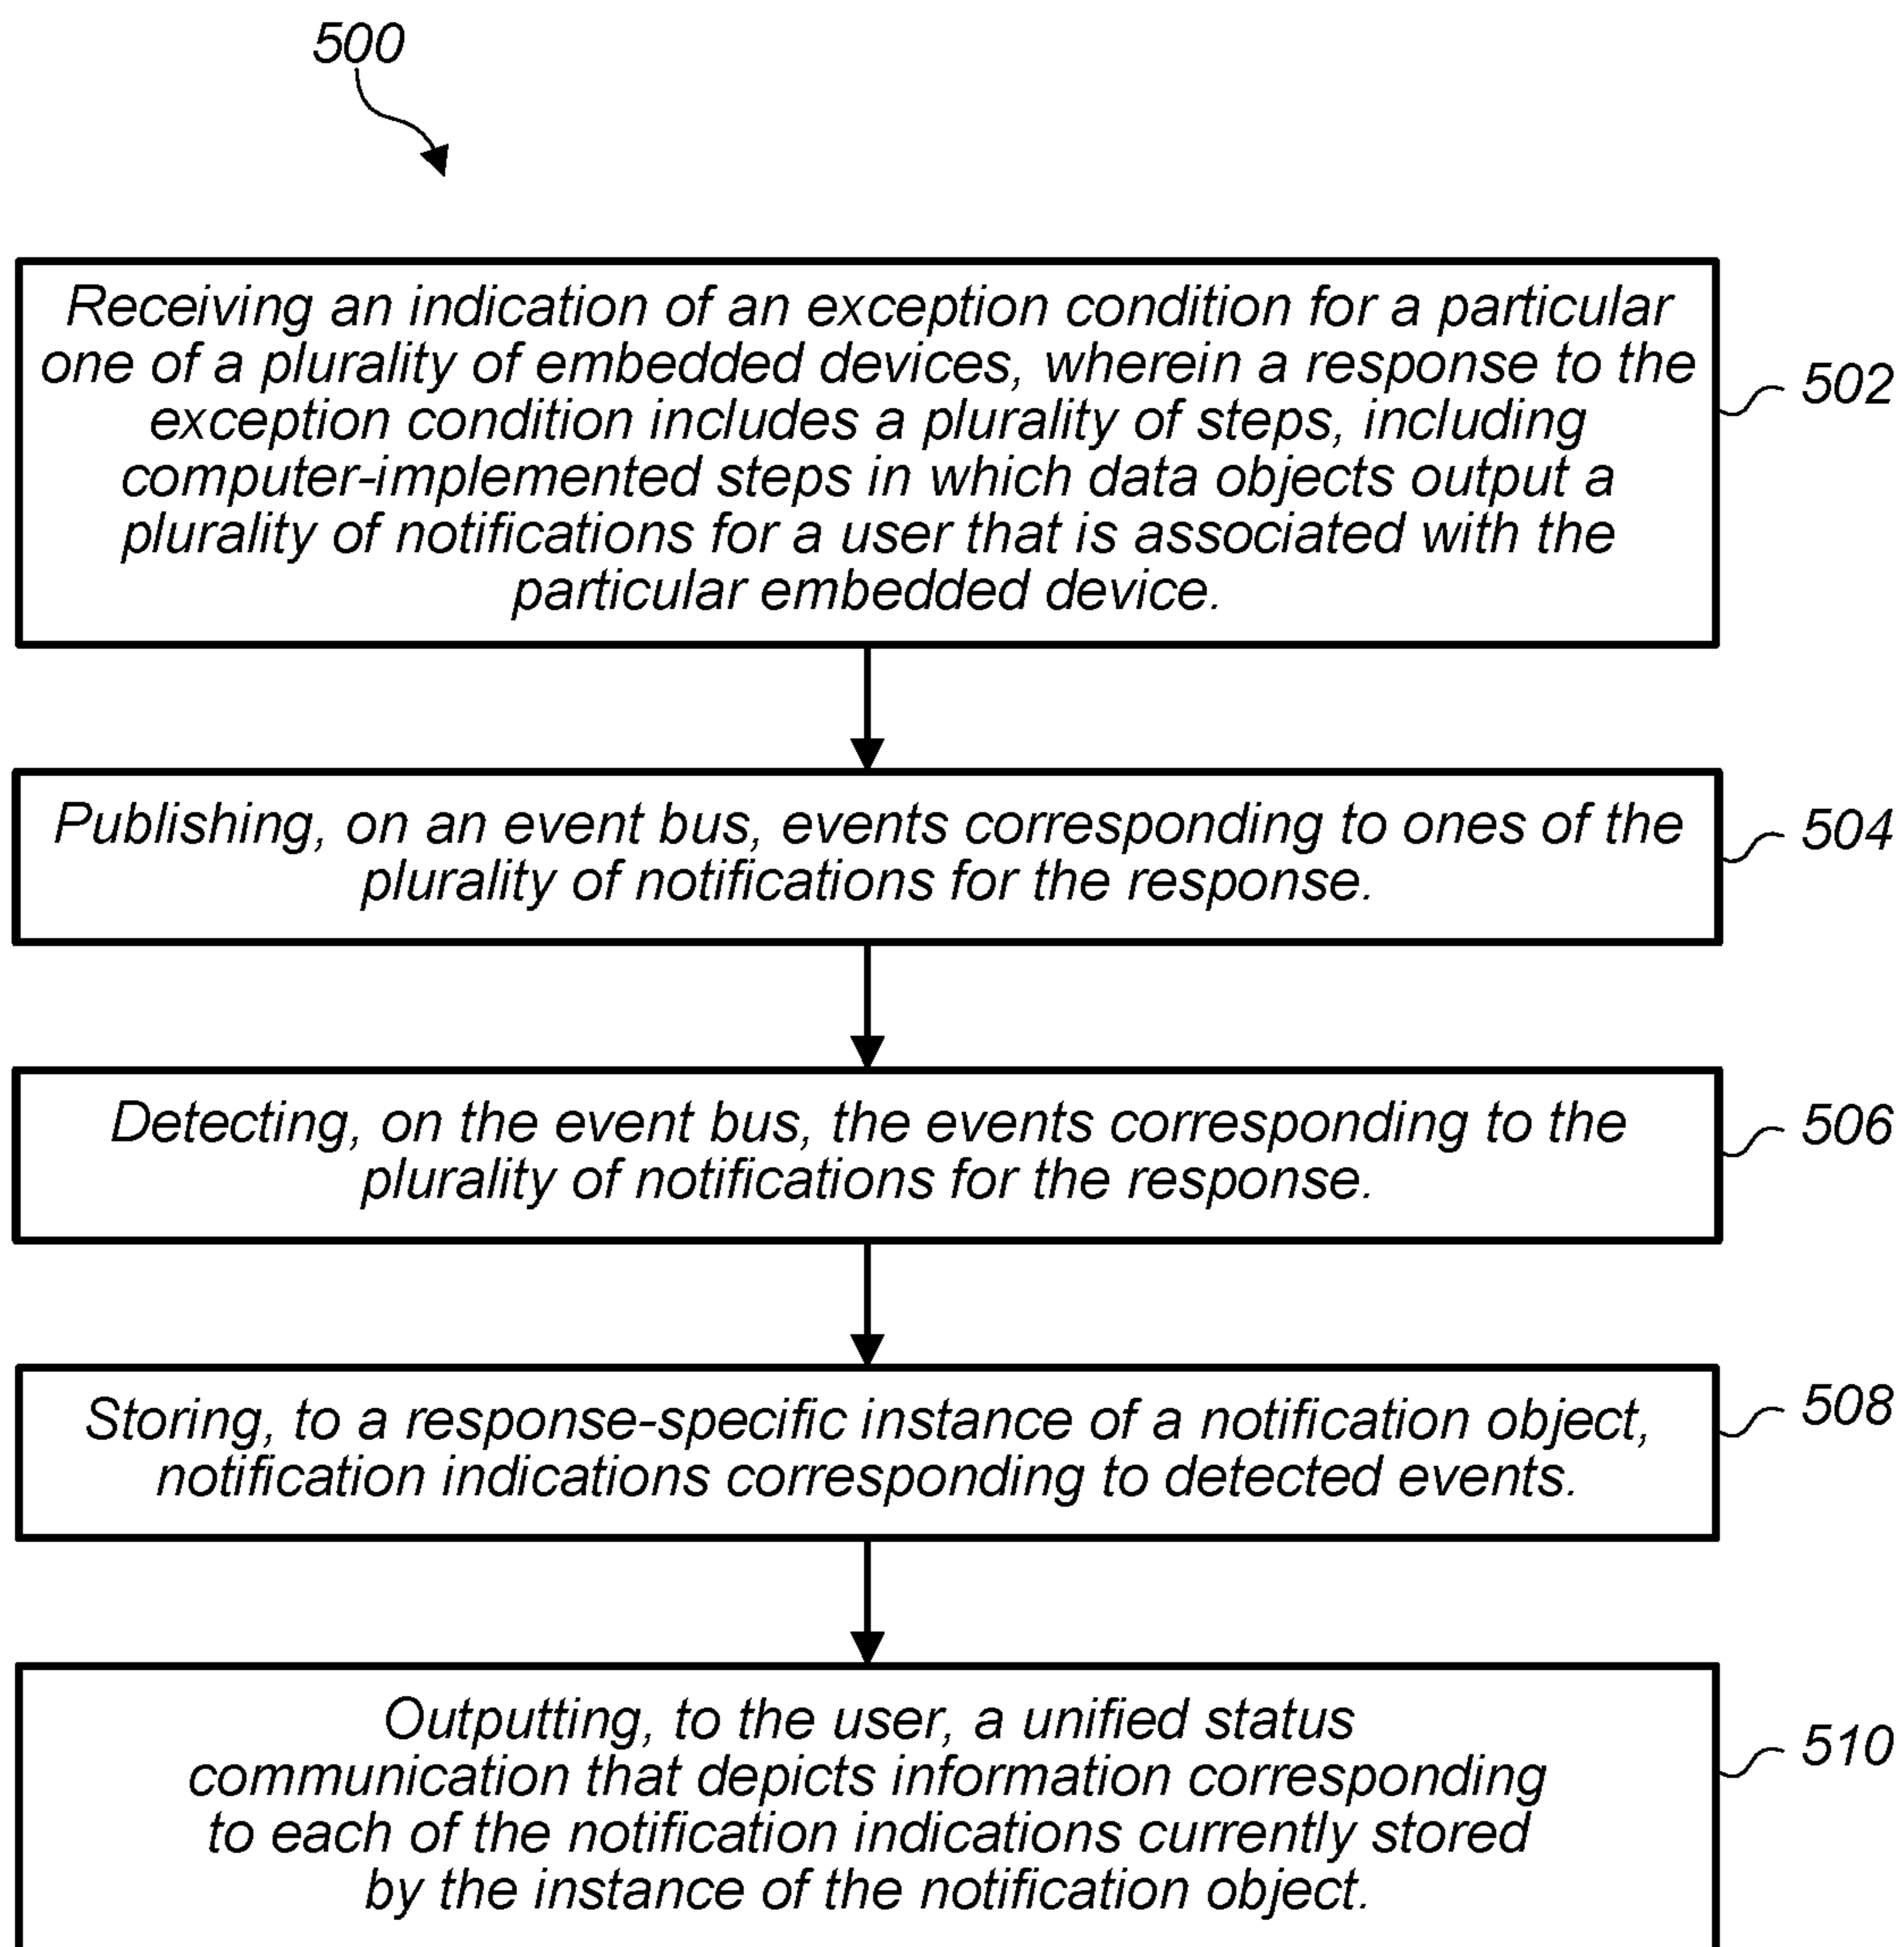 500
Receiving an indication of an exception condition for a particular
one of a plurality of embedded devices, wherein a response to the
exception condition includes a plurality of steps, including
computer-implemented steps in which data objects output a
plurality of notifications for a user that is associated with the
particular embedded device.
502
Publishing, on an event bus, events corresponding to ones of the
plurality of notifications for the response.
504
Detecting, on the event bus, the events corresponding to the
plurality of notifications for the response.
506
Storing, to a response-specific instance of a notification object,
notification indications corresponding to detected events.
508
Outputting, to the user, a unified status
communication that depicts information corresponding
to each of the notification indications currently stored
by the instance of the notification object.
510